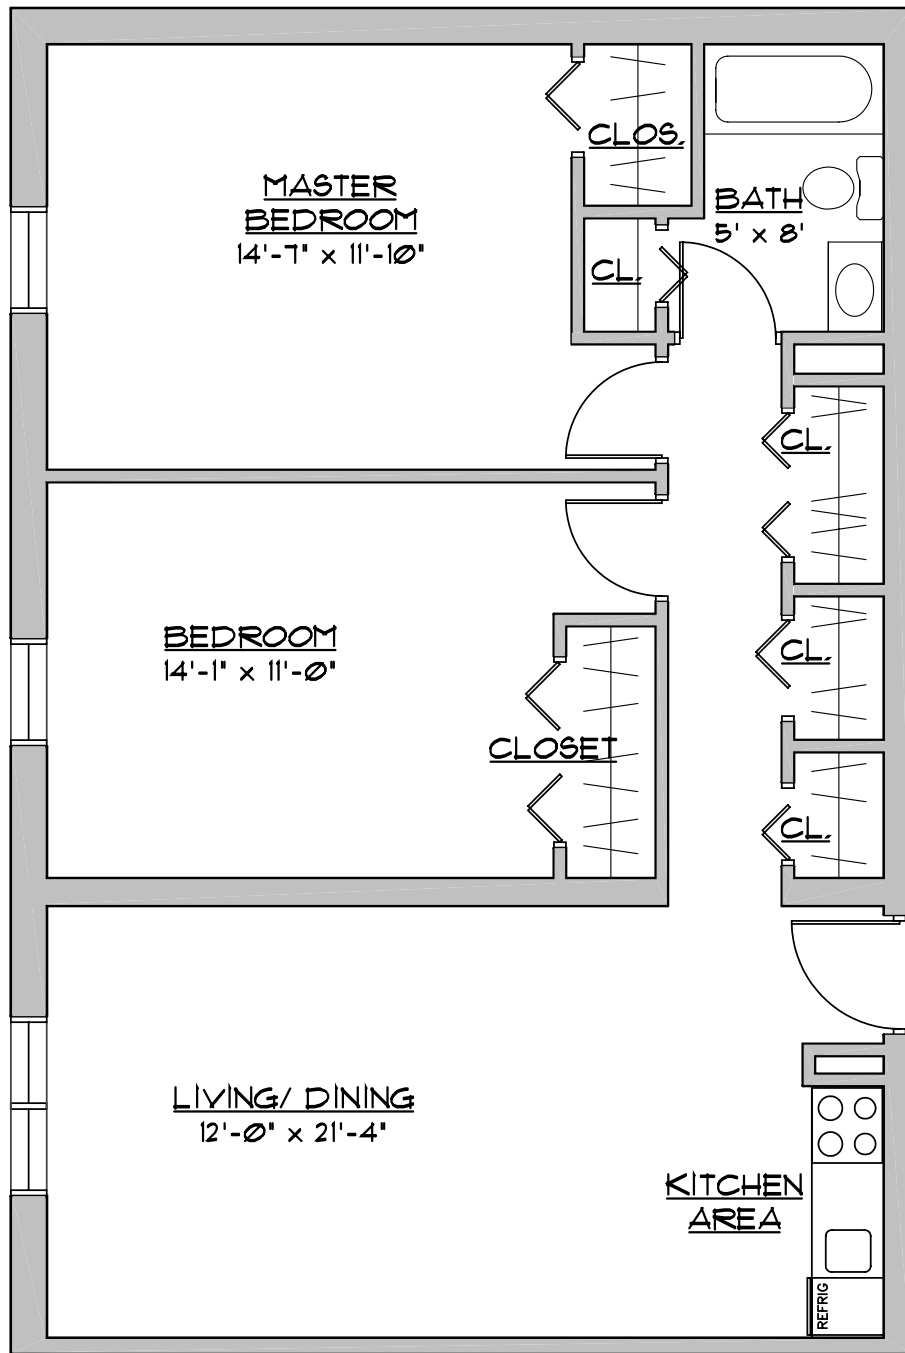 CLOS.
MASTER
BEDROOM
14'-7" x 11'-10"
BATH
5' x 8'
CL.
CL.
BEDROOM
14'-1" x 11'-0"
CL.
CLOSET
CL.
LIVING/ DINING
12'-0" x 21'-4"
KITCHEN
AREA
REFRIG